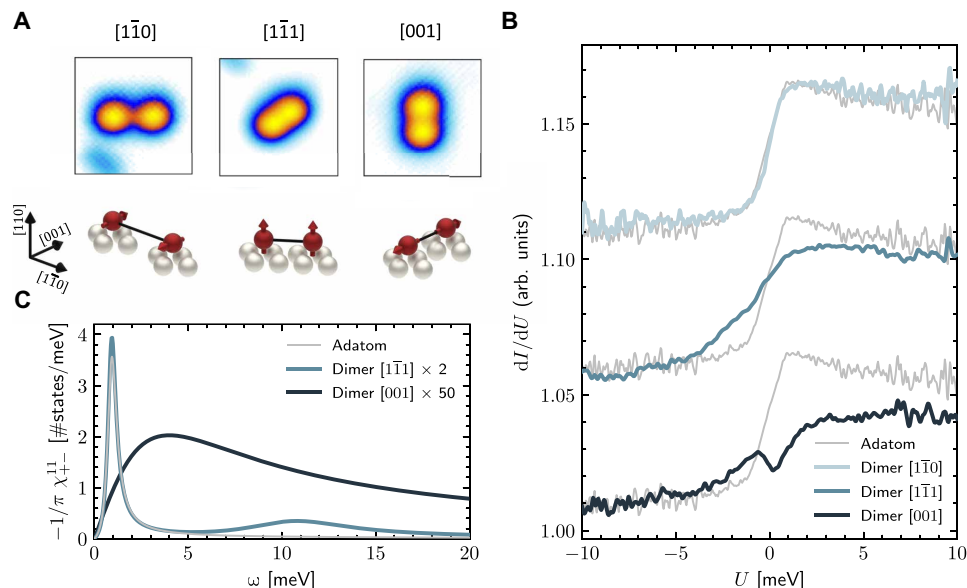 A
[11̅0]
[11̅1]
[001]
[110]
[001]
[11̅0]
B
dI/dU (arb. units)
1.15
1.10
1.05
1.00
Adatom
Dimer [11̅0]
Dimer [11̅1]
Dimer [001]
−10
−5
0
5
10
U [meV]
C
−1/π χ¹¹₊₋ [#states/meV]
4
3
2
1
0
Adatom
Dimer [11̅1] × 2
Dimer [001] × 50
0
5
10
15
20
ω [meV]